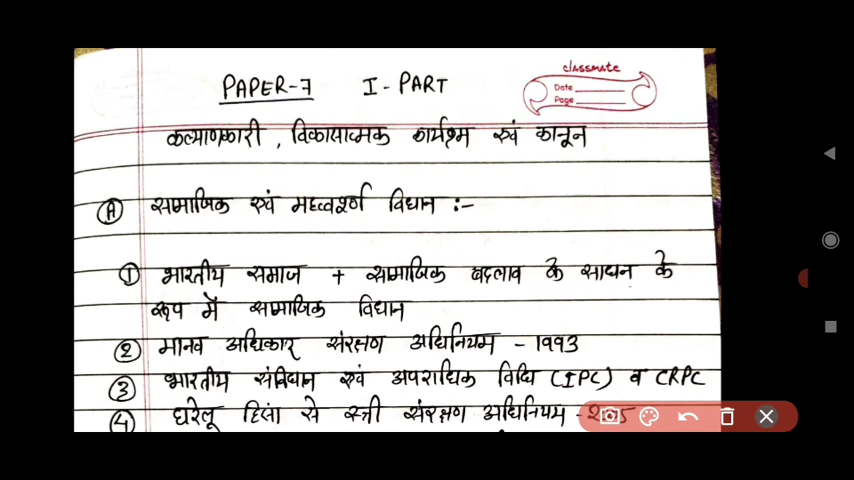 PAPER-7 I-PART
classmate
Date
Page
कल्याणकारी, विकासात्मक कार्यक्रम एवं कानून
Ⓐ सामाजिक एवं महत्वपूर्ण विधान :-
① भारतीय समाज + सामाजिक बदलाव के साधन के
रूप में सामाजिक विधान
② मानव अधिकार संरक्षण अधिनियम - 1993
③ भारतीय संविधान एवं अपराधिक विधि (IPC) व CRPC
④ घरेलू हिंसा से स्त्री संरक्षण अधिनियम -